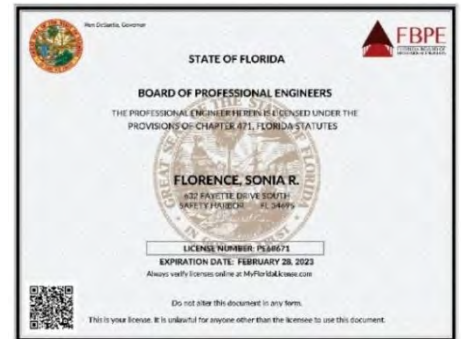 Ron DeSantis, Governor
FBPE
FLORIDA BOARD OF
STATE OF FLORIDA
BOARD OF PROFESSIONAL ENGINEERS
THE PROFESSIONAL ENGINEER HEREIN IS LICENSED UNDER THE
PROVISIONS OF CHAPTER 471, FLORIDA STATUTES
FLORENCE, SONIA R.
632 FAYETTE DRIVE SOUTH
SAFETY HARBOR FL 34695
LICENSE NUMBER: PE68671
EXPIRATION DATE: FEBRUARY 28, 2023
Always verify licenses online at MyFloridaLicense.com
Do not alter this document in any form.
This is your license. It is unlawful for anyone other than the licensee to use this document.